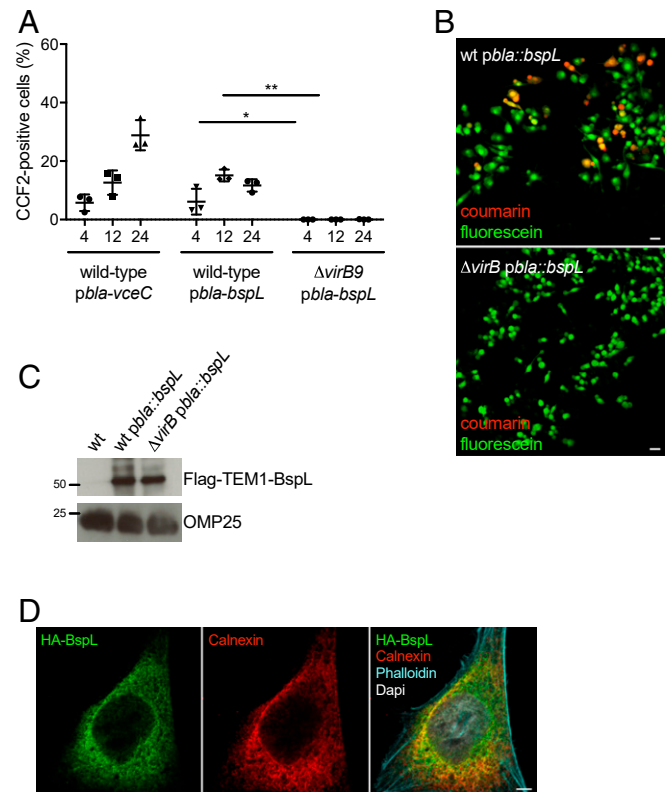 A
CCF2-positive cells (%)
60
40
20
0
**
*
4 12 24 4 12 24 4 12 24
wild-type
pbla-vceC
wild-type
pbla-bspL
ΔvirB9
pbla-bspL
B
wt pbla::bspL
coumarin
fluorescein
ΔvirB pbla::bspL
coumarin
fluorescein
C
wt
wt pbla::bspL
ΔvirB pbla::bspL
50
Flag-TEM1-BspL
25
OMP25
D
HA-BspL
Calnexin
HA-BspL
Calnexin
Phalloidin
Dapi